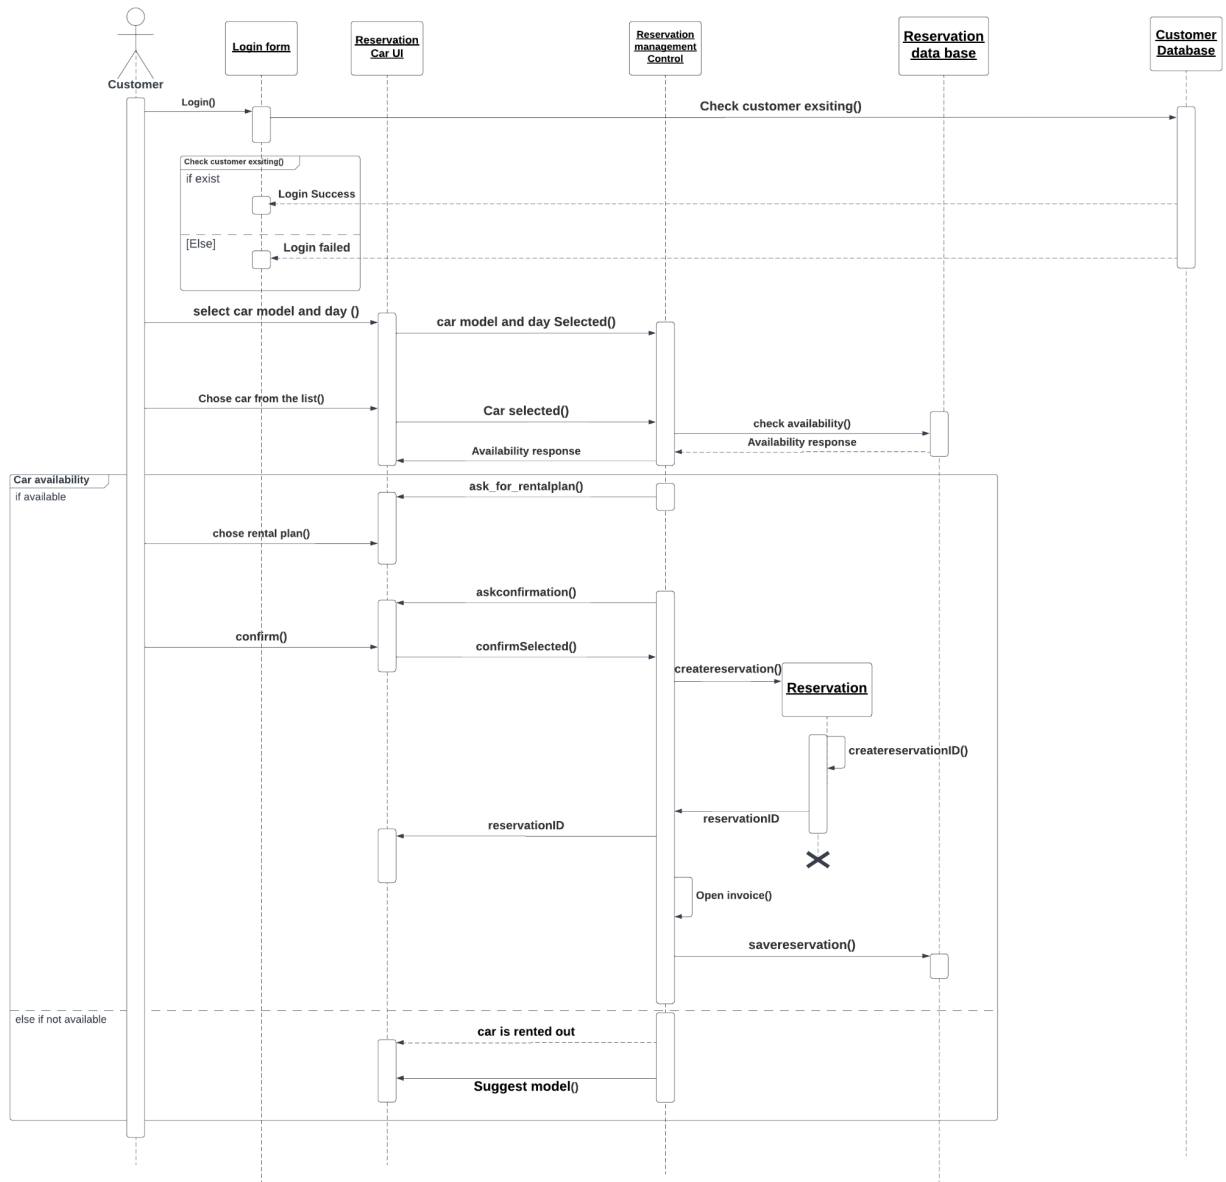 Customer
Login form
Reservation
Car UI
Reservation
management
Control
Reservation
data base
Customer
Database
Login()
Check customer exsiting()
Check customer exsiting()
if exist
Login Success
[Else]
Login failed
select car model and day ()
car model and day Selected()
Chose car from the list()
Car selected()
check availability()
Availability response
Availability response
Car availability
if available
ask_for_rentalplan()
chose rental plan()
askconfirmation()
confirm()
confirmSelected()
createreservation()
Reservation
createreservationID()
reservationID
reservationID
Open invoice()
savereservation()
else if not available
car is rented out
Suggest model()